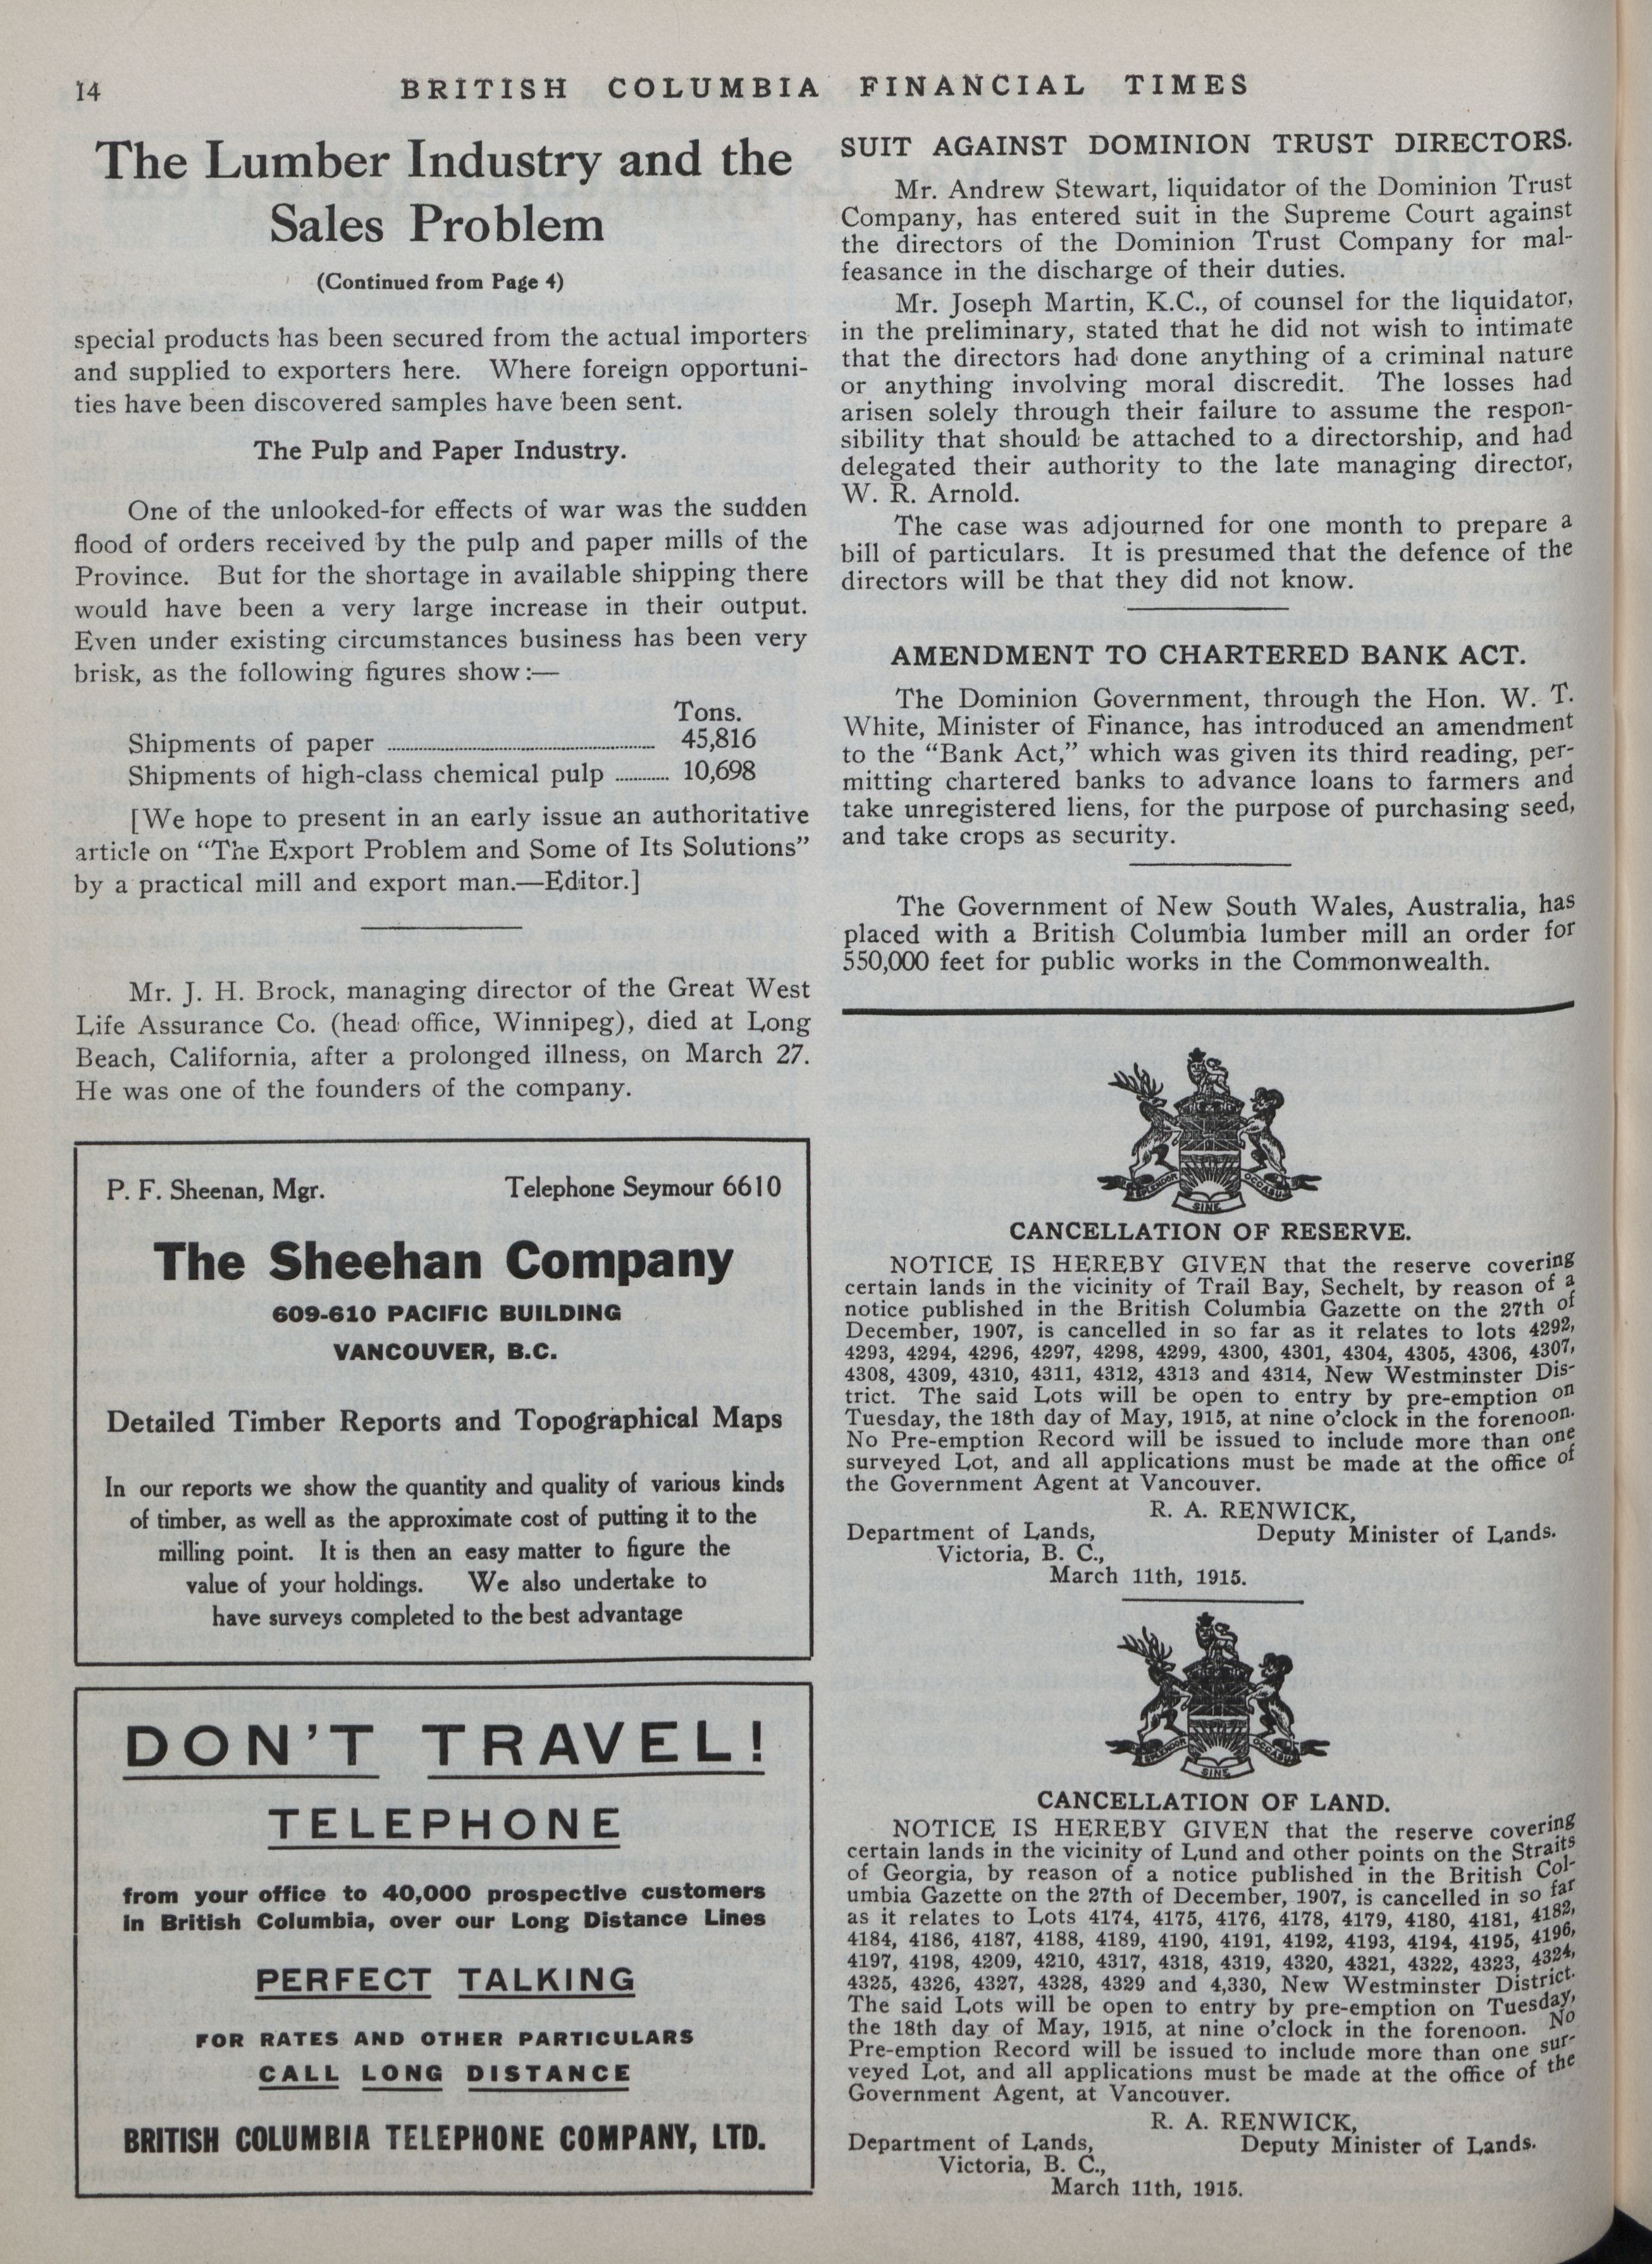 14
BRITISH COLUMBIA FINANCIAL TIMES
The Lumber Industry and the
Sales Problem
(Continued from Page 4)
special products has been secured from the actual importers
and supplied to exporters here. Where foreign opportuni-
ties have been discovered samples have been sent.
The Pulp and Paper Industry.
One of the unlooked-for effects of war was the sudden
flood of orders received by the pulp and paper mills of the
Province. But for the shortage in available shipping there
would have been a very large increase in their output.
Even under existing circumstances business has been very
brisk, as the following figures show:—
Tons.
Shipments of paper ........ 45,816
Shipments of high-class chemical pulp ........ 10,698
[We hope to present in an early issue an authoritative
article on "The Export Problem and Some of Its Solutions"
by a practical mill and export man.—Editor.]
Mr. J. H. Brock, managing director of the Great West
Life Assurance Co. (head office, Winnipeg), died at Long
Beach, California, after a prolonged illness, on March 27.
He was one of the founders of the company.
P. F. Sheenan, Mgr. Telephone Seymour 6610
The Sheehan Company
609-610 PACIFIC BUILDING
VANCOUVER, B.C.
Detailed Timber Reports and Topographical Maps
In our reports we show the quantity and quality of various kinds
of timber, as well as the approximate cost of putting it to the
milling point. It is then an easy matter to figure the
value of your holdings. We also undertake to
have surveys completed to the best advantage
DON'T TRAVEL!
TELEPHONE
from your office to 40,000 prospective customers
in British Columbia, over our Long Distance Lines
PERFECT TALKING
FOR RATES AND OTHER PARTICULARS
CALL LONG DISTANCE
BRITISH COLUMBIA TELEPHONE COMPANY, LTD.
SUIT AGAINST DOMINION TRUST DIRECTORS.
Mr. Andrew Stewart, liquidator of the Dominion Trust
Company, has entered suit in the Supreme Court against
the directors of the Dominion Trust Company for mal-
feasance in the discharge of their duties.
Mr. Joseph Martin, K.C., of counsel for the liquidator,
in the preliminary, stated that he did not wish to intimate
that the directors had done anything of a criminal nature
or anything involving moral discredit. The losses had
arisen solely through their failure to assume the respon-
sibility that should be attached to a directorship, and had
delegated their authority to the late managing director,
W. R. Arnold.
The case was adjourned for one month to prepare a
bill of particulars. It is presumed that the defence of the
directors will be that they did not know.
AMENDMENT TO CHARTERED BANK ACT.
The Dominion Government, through the Hon. W. T.
White, Minister of Finance, has introduced an amendment
to the "Bank Act," which was given its third reading, per-
mitting chartered banks to advance loans to farmers and
take unregistered liens, for the purpose of purchasing seed,
and take crops as security.
The Government of New South Wales, Australia, has
placed with a British Columbia lumber mill an order for
550,000 feet for public works in the Commonwealth.
SPLENDOR SINE OCCASU
CANCELLATION OF RESERVE.
NOTICE IS HEREBY GIVEN that the reserve covering
certain lands in the vicinity of Trail Bay, Sechelt, by reason of a
notice published in the British Columbia Gazette on the 27th of
December, 1907, is cancelled in so far as it relates to lots 4292,
4293, 4294, 4296, 4297, 4298, 4299, 4300, 4301, 4304, 4305, 4306, 4307,
4308, 4309, 4310, 4311, 4312, 4313 and 4314, New Westminster Dis-
trict. The said Lots will be open to entry by pre-emption on
Tuesday, the 18th day of May, 1915, at nine o'clock in the forenoon.
No Pre-emption Record will be issued to include more than one
surveyed Lot, and all applications must be made at the office of
the Government Agent at Vancouver.
R. A. RENWICK,
Department of Lands, Deputy Minister of Lands.
Victoria, B. C.,
March 11th, 1915.
SPLENDOR SINE OCCASU
CANCELLATION OF LAND.
NOTICE IS HEREBY GIVEN that the reserve covering
certain lands in the vicinity of Lund and other points on the Straits
of Georgia, by reason of a notice published in the British Col-
umbia Gazette on the 27th of December, 1907, is cancelled in so far
as it relates to Lots 4174, 4175, 4176, 4178, 4179, 4180, 4181, 4182,
4184, 4186, 4187, 4188, 4189, 4190, 4191, 4192, 4193, 4194, 4195, 4196,
4197, 4198, 4209, 4210, 4317, 4318, 4319, 4320, 4321, 4322, 4323, 4324,
4325, 4326, 4327, 4328, 4329 and 4,330, New Westminster District.
The said Lots will be open to entry by pre-emption on Tuesday,
the 18th day of May, 1915, at nine o'clock in the forenoon. No
Pre-emption Record will be issued to include more than one sur-
veyed Lot, and all applications must be made at the office of the
Government Agent, at Vancouver.
R. A. RENWICK,
Department of Lands, Deputy Minister of Lands.
Victoria, B. C.,
March 11th, 1915.